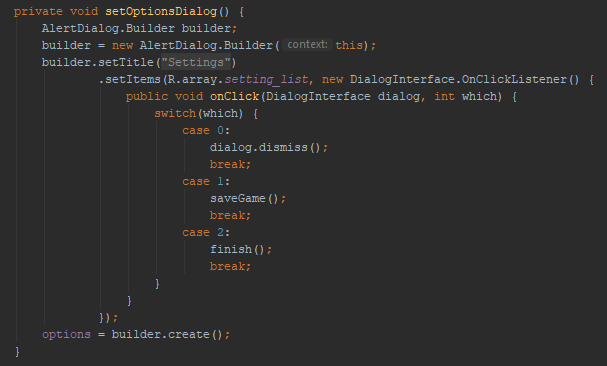 private void setOptionsDialog() {
    AlertDialog.Builder builder;
    builder = new AlertDialog.Builder( context: this);
    builder.setTitle("Settings")
            .setItems(R.array.setting_list, new DialogInterface.OnClickListener() {
                public void onClick(DialogInterface dialog, int which) {
                    switch(which) {
                        case 0:
                            dialog.dismiss();
                            break;
                        case 1:
                            saveGame();
                            break;
                        case 2:
                            finish();
                            break;
                    }
                }
            });
    options = builder.create();
}